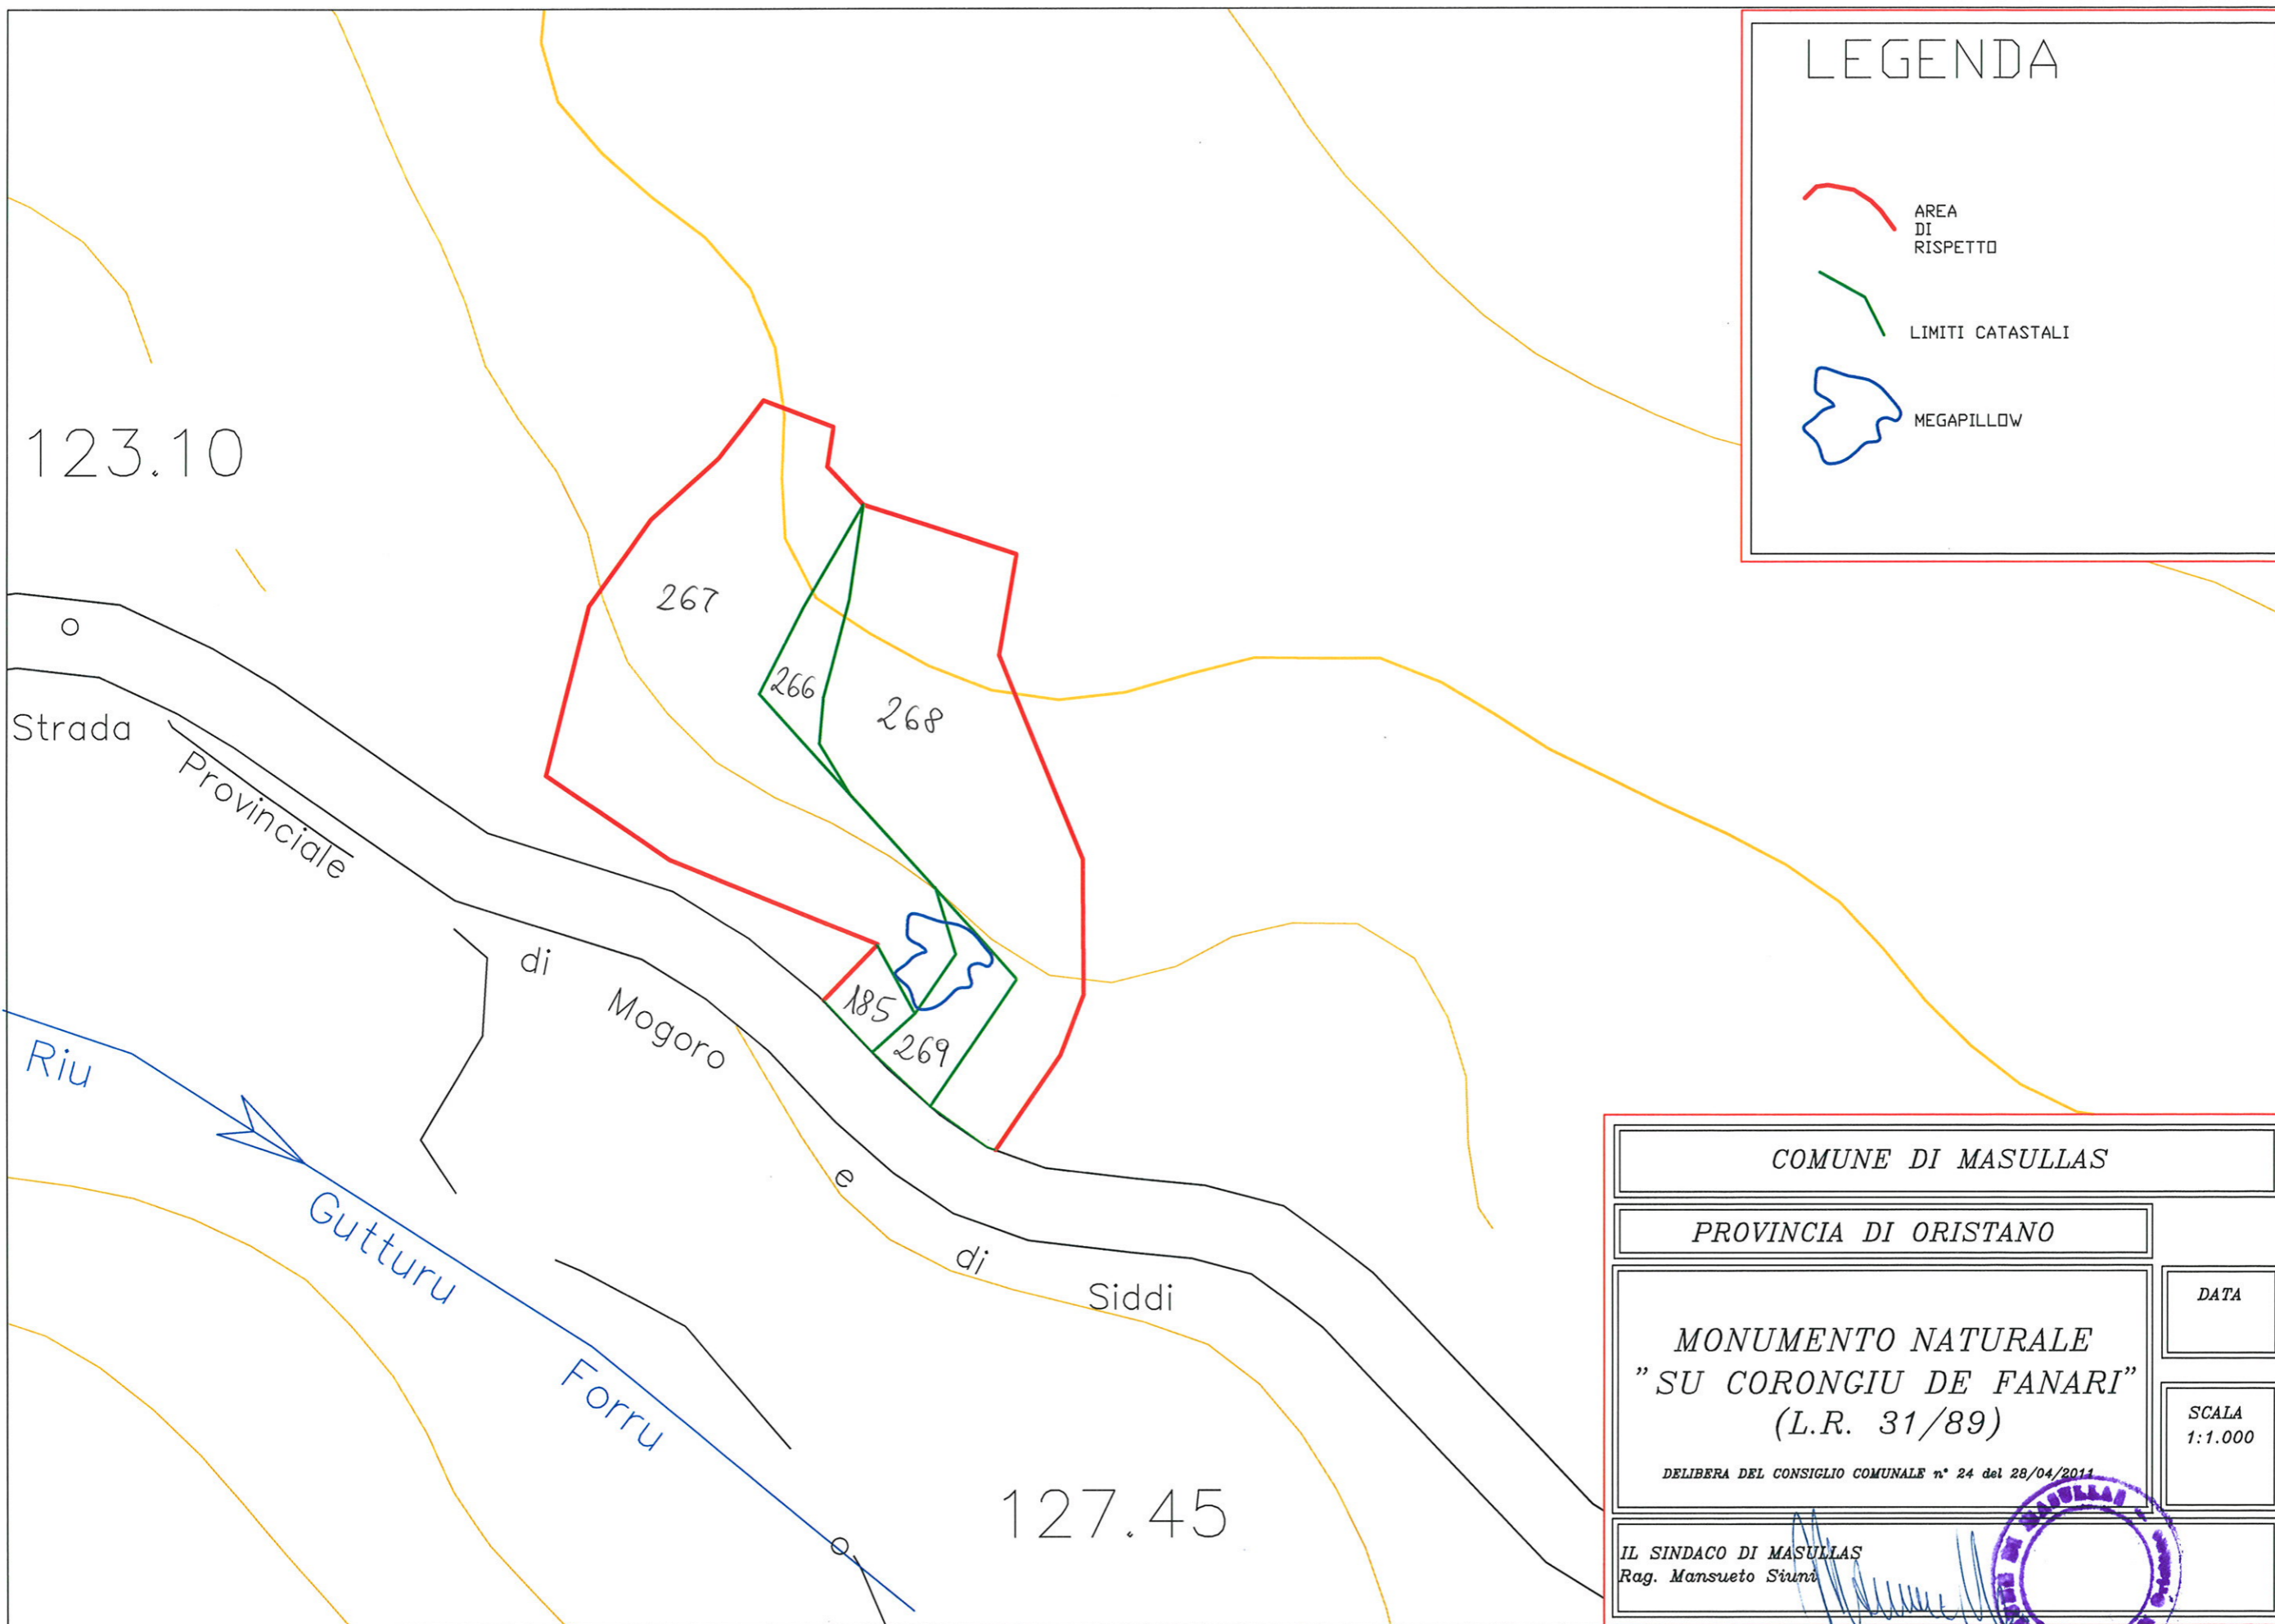 LEGENDA
AREA
DI
RISPETTO
LIMITI CATASTALI
MEGAPILLOW
123.10
267
266
268
185
269
Strada
Provinciale
di
Mogoro
e
di
Siddi
Riu
Gutturu
Forru
127.45
COMUNE DI MASULLAS
PROVINCIA DI ORISTANO
MONUMENTO NATURALE
"SU CORONGIU DE FANARI"
(L.R. 31/89)
DELIBERA DEL CONSIGLIO COMUNALE n° 24 del 28/04/2011
DATA
SCALA
1:1.000
IL SINDACO DI MASULLAS
Rag. Mansueto Siuni
DI MASULLAS